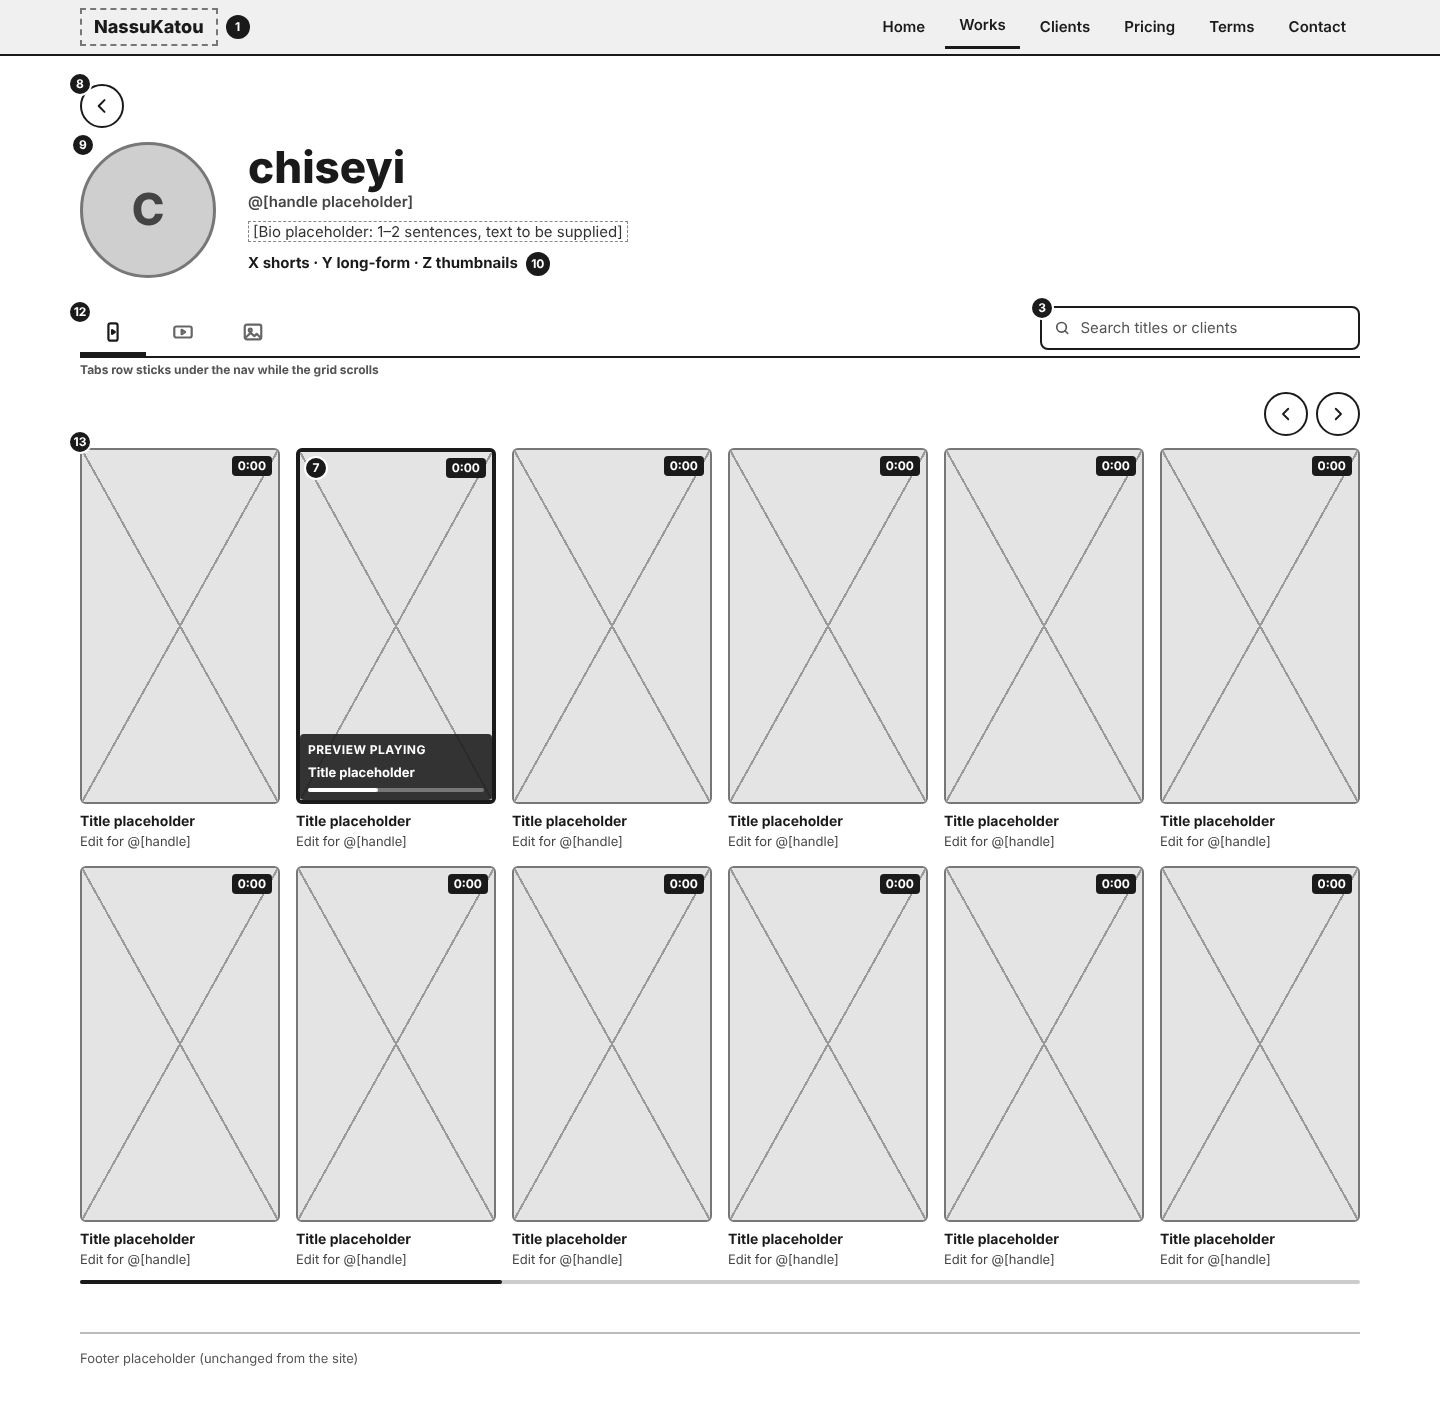 NassuKatou 1 Home Works Clients Pricing Terms Contact
8
9
C
chiseyi
@[handle placeholder]
[Bio placeholder: 1–2 sentences, text to be supplied]
X shorts · Y long-form · Z thumbnails 10
12
3 Search titles or clients
Tabs row sticks under the nav while the grid scrolls
13
0:00 7 0:00 0:00 0:00 0:00 0:00
PREVIEW PLAYING
Title placeholder
Title placeholder Title placeholder Title placeholder Title placeholder Title placeholder Title placeholder
Edit for @[handle] Edit for @[handle] Edit for @[handle] Edit for @[handle] Edit for @[handle] Edit for @[handle]
0:00 0:00 0:00 0:00 0:00 0:00
Title placeholder Title placeholder Title placeholder Title placeholder Title placeholder Title placeholder
Edit for @[handle] Edit for @[handle] Edit for @[handle] Edit for @[handle] Edit for @[handle] Edit for @[handle]
Footer placeholder (unchanged from the site)